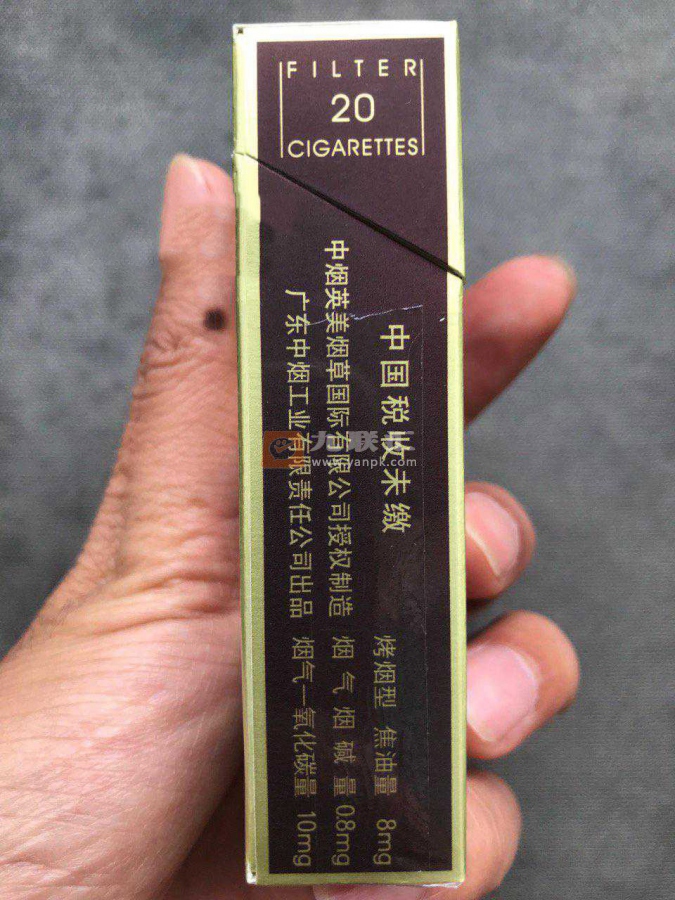 FILTER
20
CIGARETTES
中国税收未缴
烤烟型 焦油量 8mg
中烟英美烟草国际有限公司授权制造 烟气烟碱量 0.8mg
广东中烟工业有限责任公司出品 烟气一氧化碳量 10mg
www.yanpk.com